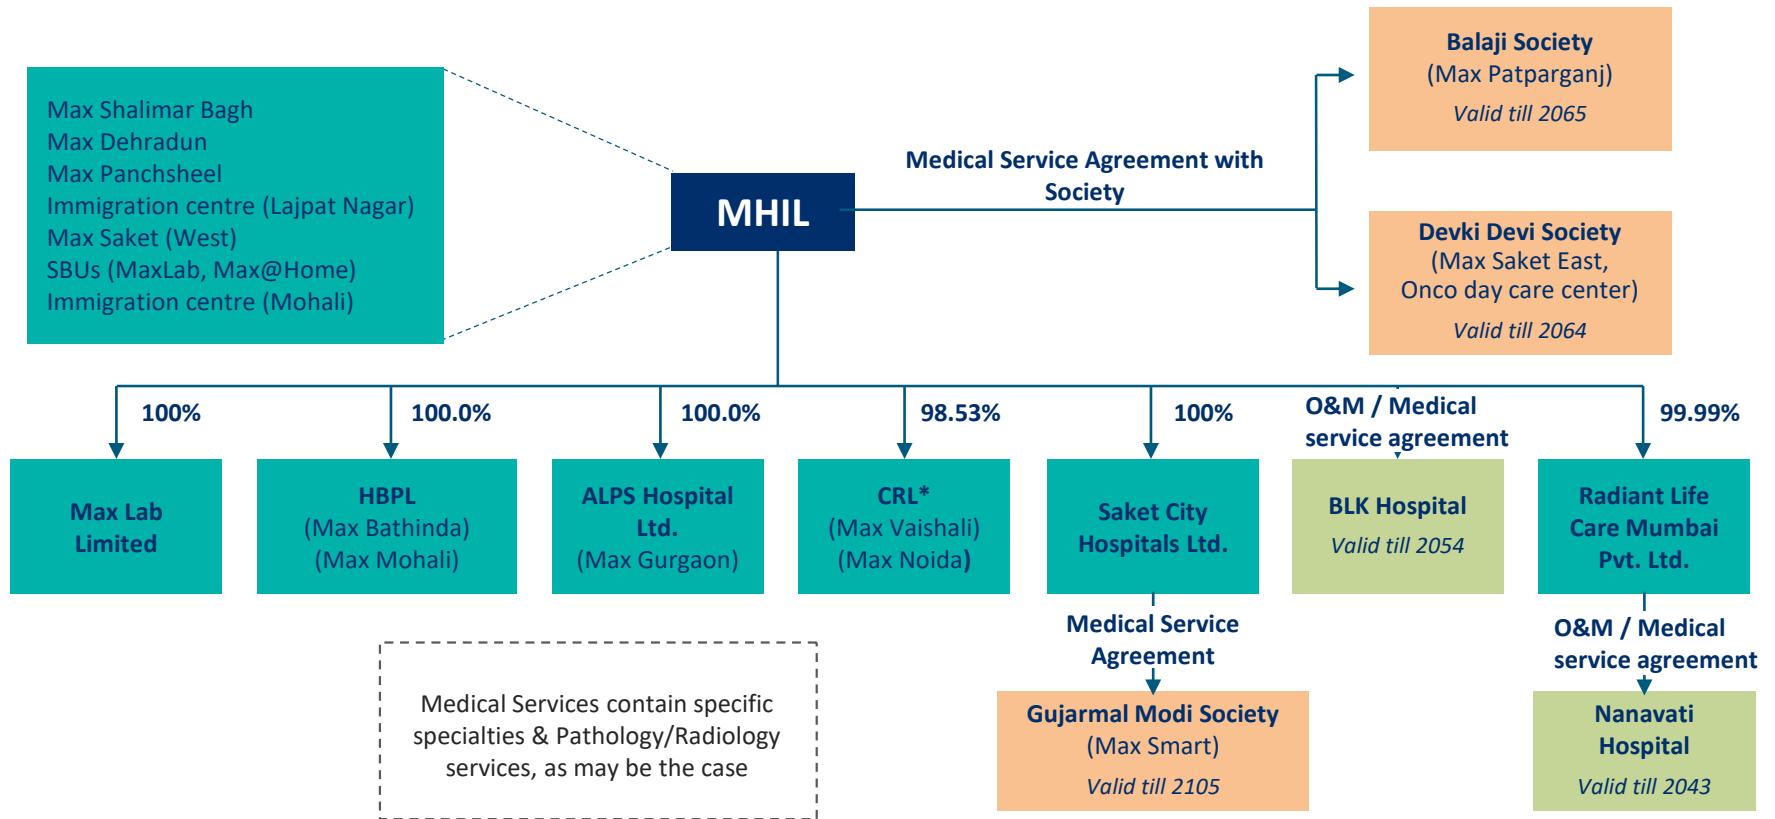 Max Shalimar Bagh
Max Dehradun
Max Panchsheel
Immigration centre (Lajpat Nagar)
Max Saket (West)
SBUs (MaxLab, Max@Home)
Immigration centre (Mohali)
MHIL
Medical Service Agreement with
Society
Balaji Society
(Max Patparganj)
Valid till 2065
Devki Devi Society
(Max Saket East,
Onco day care center)
Valid till 2064
100%
100.0%
100.0%
98.53%
100%
O&M / Medical
service agreement
99.99%
Max Lab
Limited
HBPL
(Max Bathinda)
(Max Mohali)
ALPS Hospital
Ltd.
(Max Gurgaon)
CRL*
(Max Vaishali)
(Max Noida)
Saket City
Hospitals Ltd.
BLK Hospital
Valid till 2054
Radiant Life
Care Mumbai
Pvt. Ltd.
Medical Service
Agreement
O&M / Medical
service agreement
Medical Services contain specific
specialties & Pathology/Radiology
services, as may be the case
Gujarmal Modi Society
(Max Smart)
Valid till 2105
Nanavati
Hospital
Valid till 2043